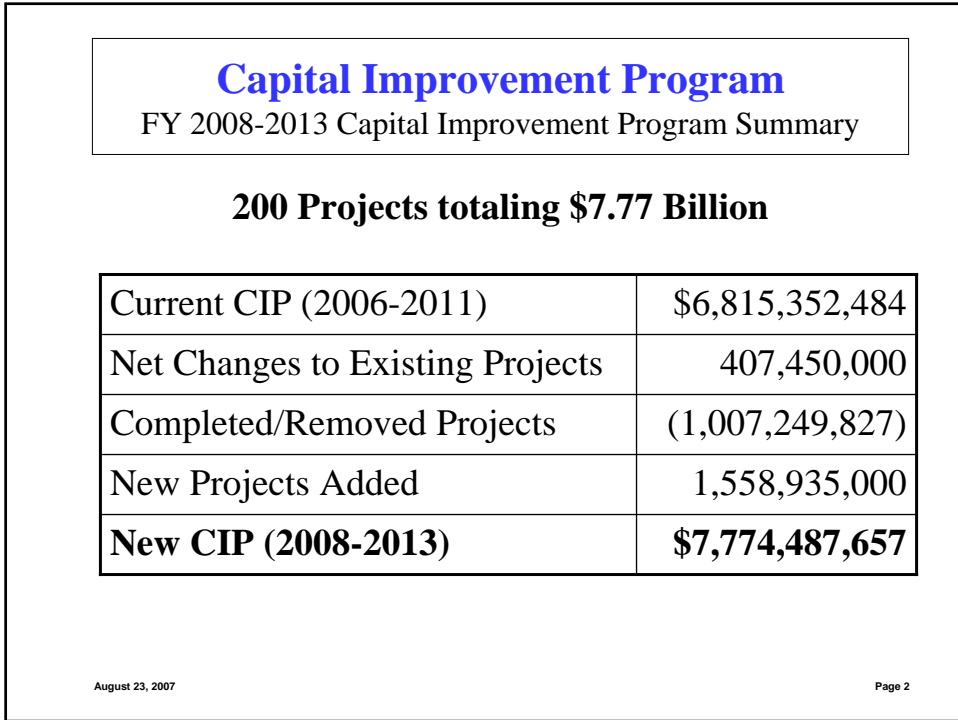 Capital Improvement Program
FY 2008-2013 Capital Improvement Program Summary
200 Projects totaling $7.77 Billion
Current CIP (2006-2011) $6,815,352,484
Net Changes to Existing Projects 407,450,000
Completed/Removed Projects (1,007,249,827)
New Projects Added 1,558,935,000
New CIP (2008-2013) $7,774,487,657
August 23, 2007 Page 2